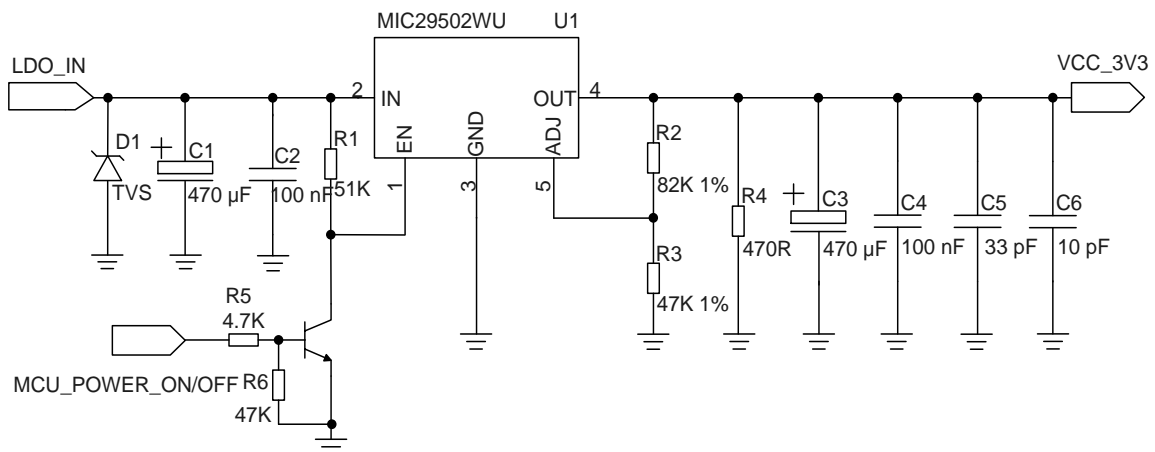 MIC29502WU U1
LDO_IN
VCC_3V3
2 IN
OUT 4
EN
GND
ADJ
1
3
5
D1
TVS
+
C1
470 µF
C2
100 nF
R1
51K
R2
82K 1%
R3
47K 1%
R4
470R
+
C3
470 µF
C4
100 nF
C5
33 pF
C6
10 pF
R5
4.7K
MCU_POWER_ON/OFF
R6
47K